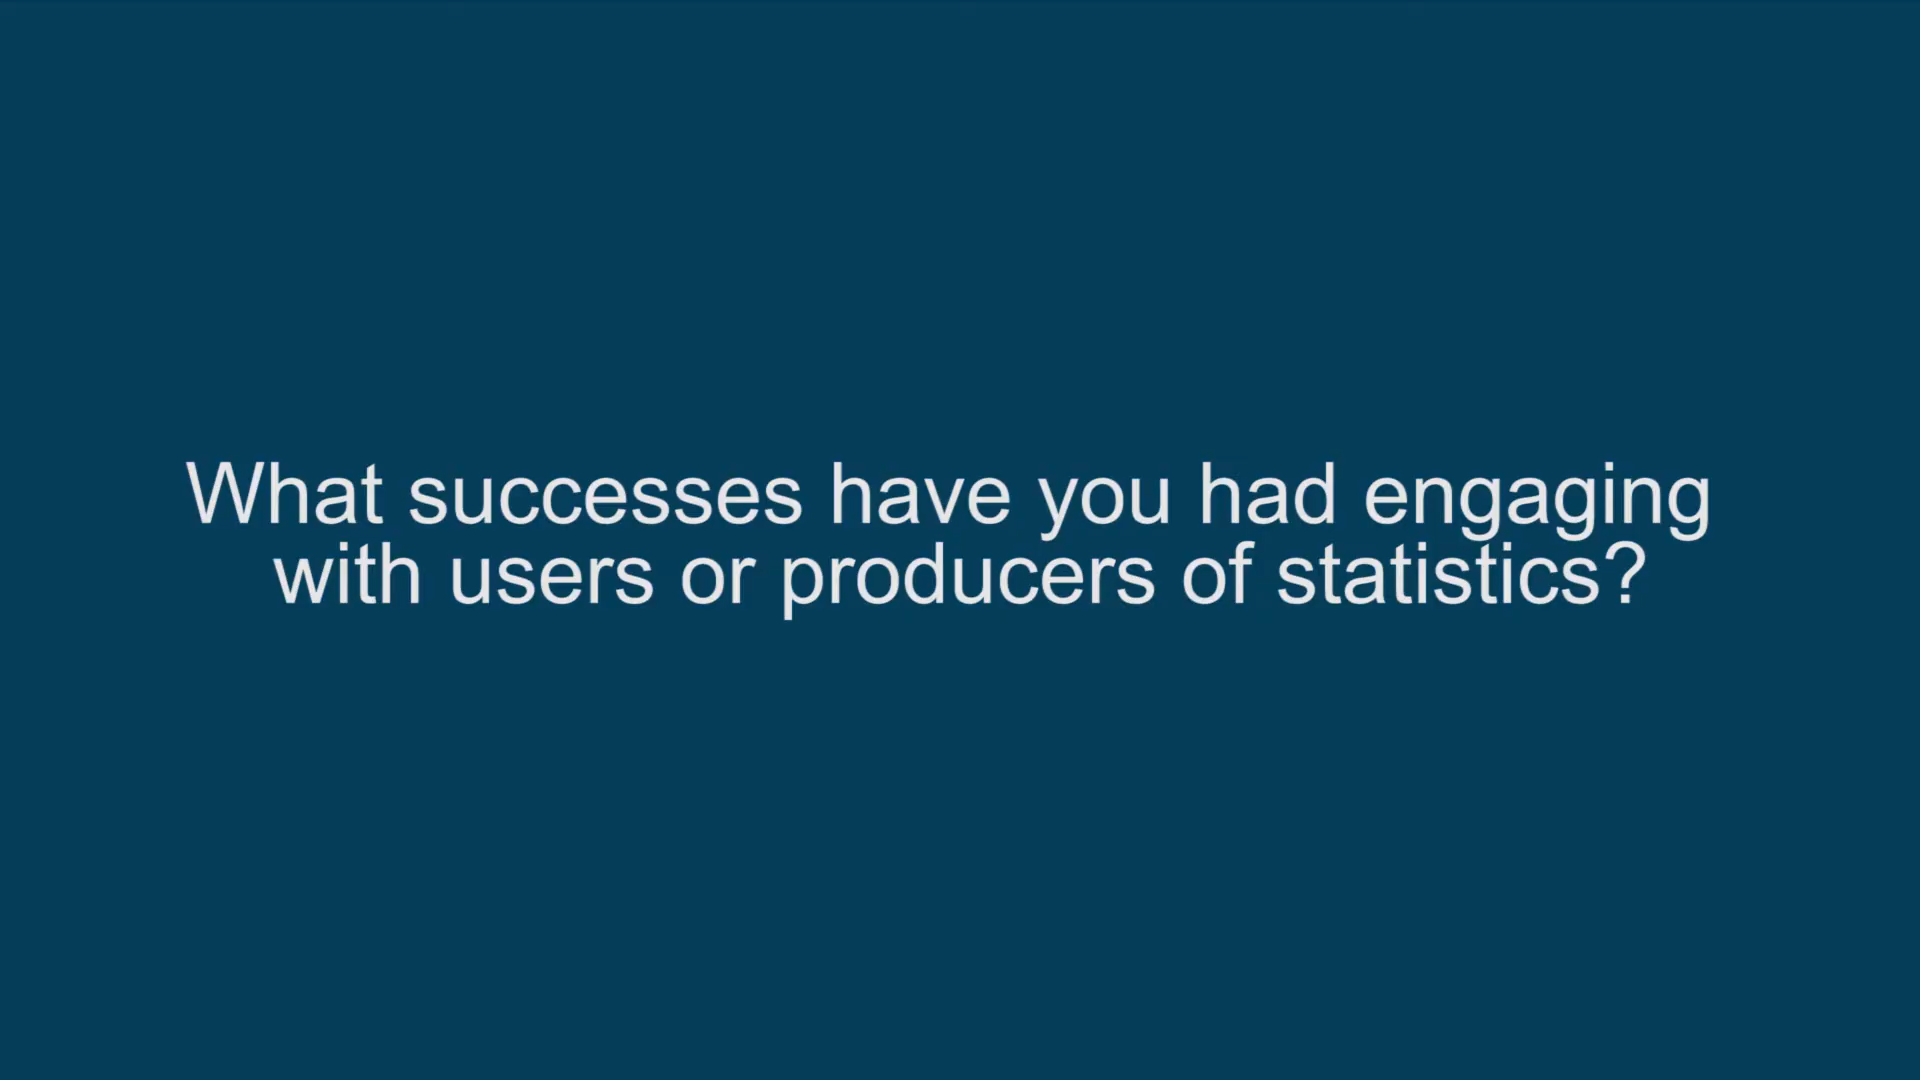 What successes have you had engaging
with users or producers of statistics?